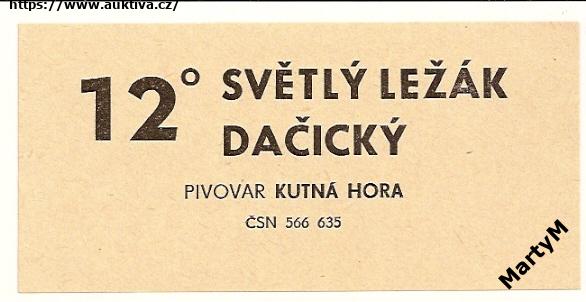 https://www.auktiva.cz/
12° SVĚTLÝ LEŽÁK
DAČICKÝ
PIVOVAR KUTNÁ HORA
ČSN 566 635
MartyM